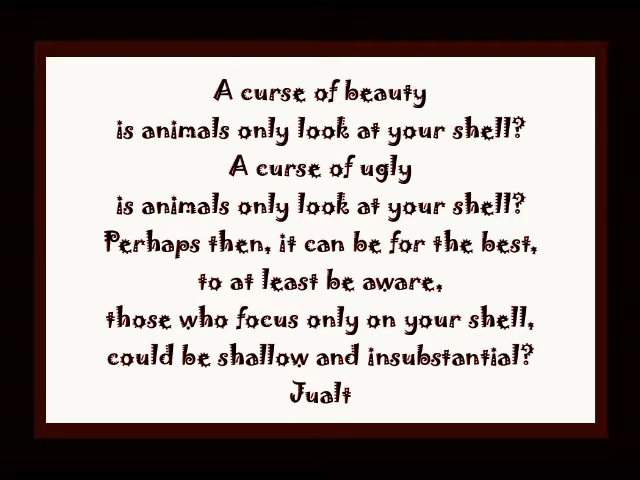 A curse of beauty
is animals only look at your shell?
A curse of ugly
is animals only look at your shell?
Perhaps then, it can be for the best,
to at least be aware,
those who focus only on your shell,
could be shallow and insubstantial?
Jualt